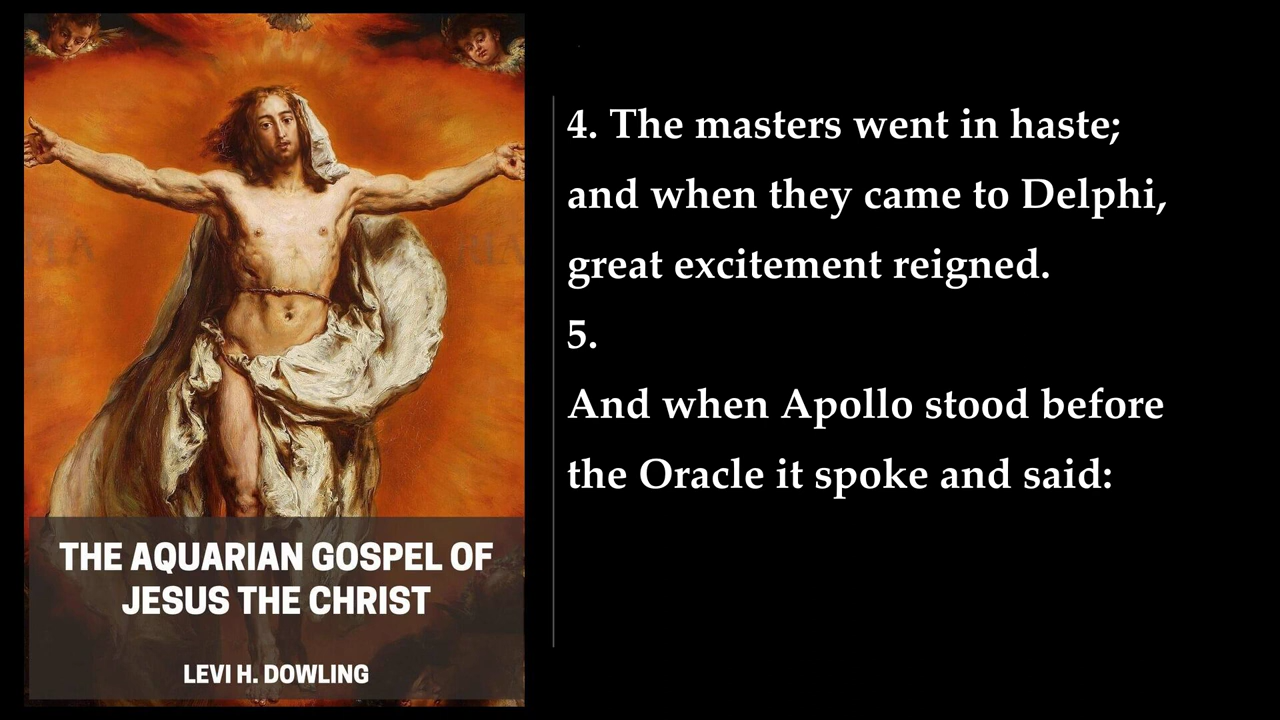 THE AQUARIAN GOSPEL OF
JESUS THE CHRIST
LEVI H. DOWLING
4. The masters went in haste;
and when they came to Delphi,
great excitement reigned.
5.
And when Apollo stood before
the Oracle it spoke and said: